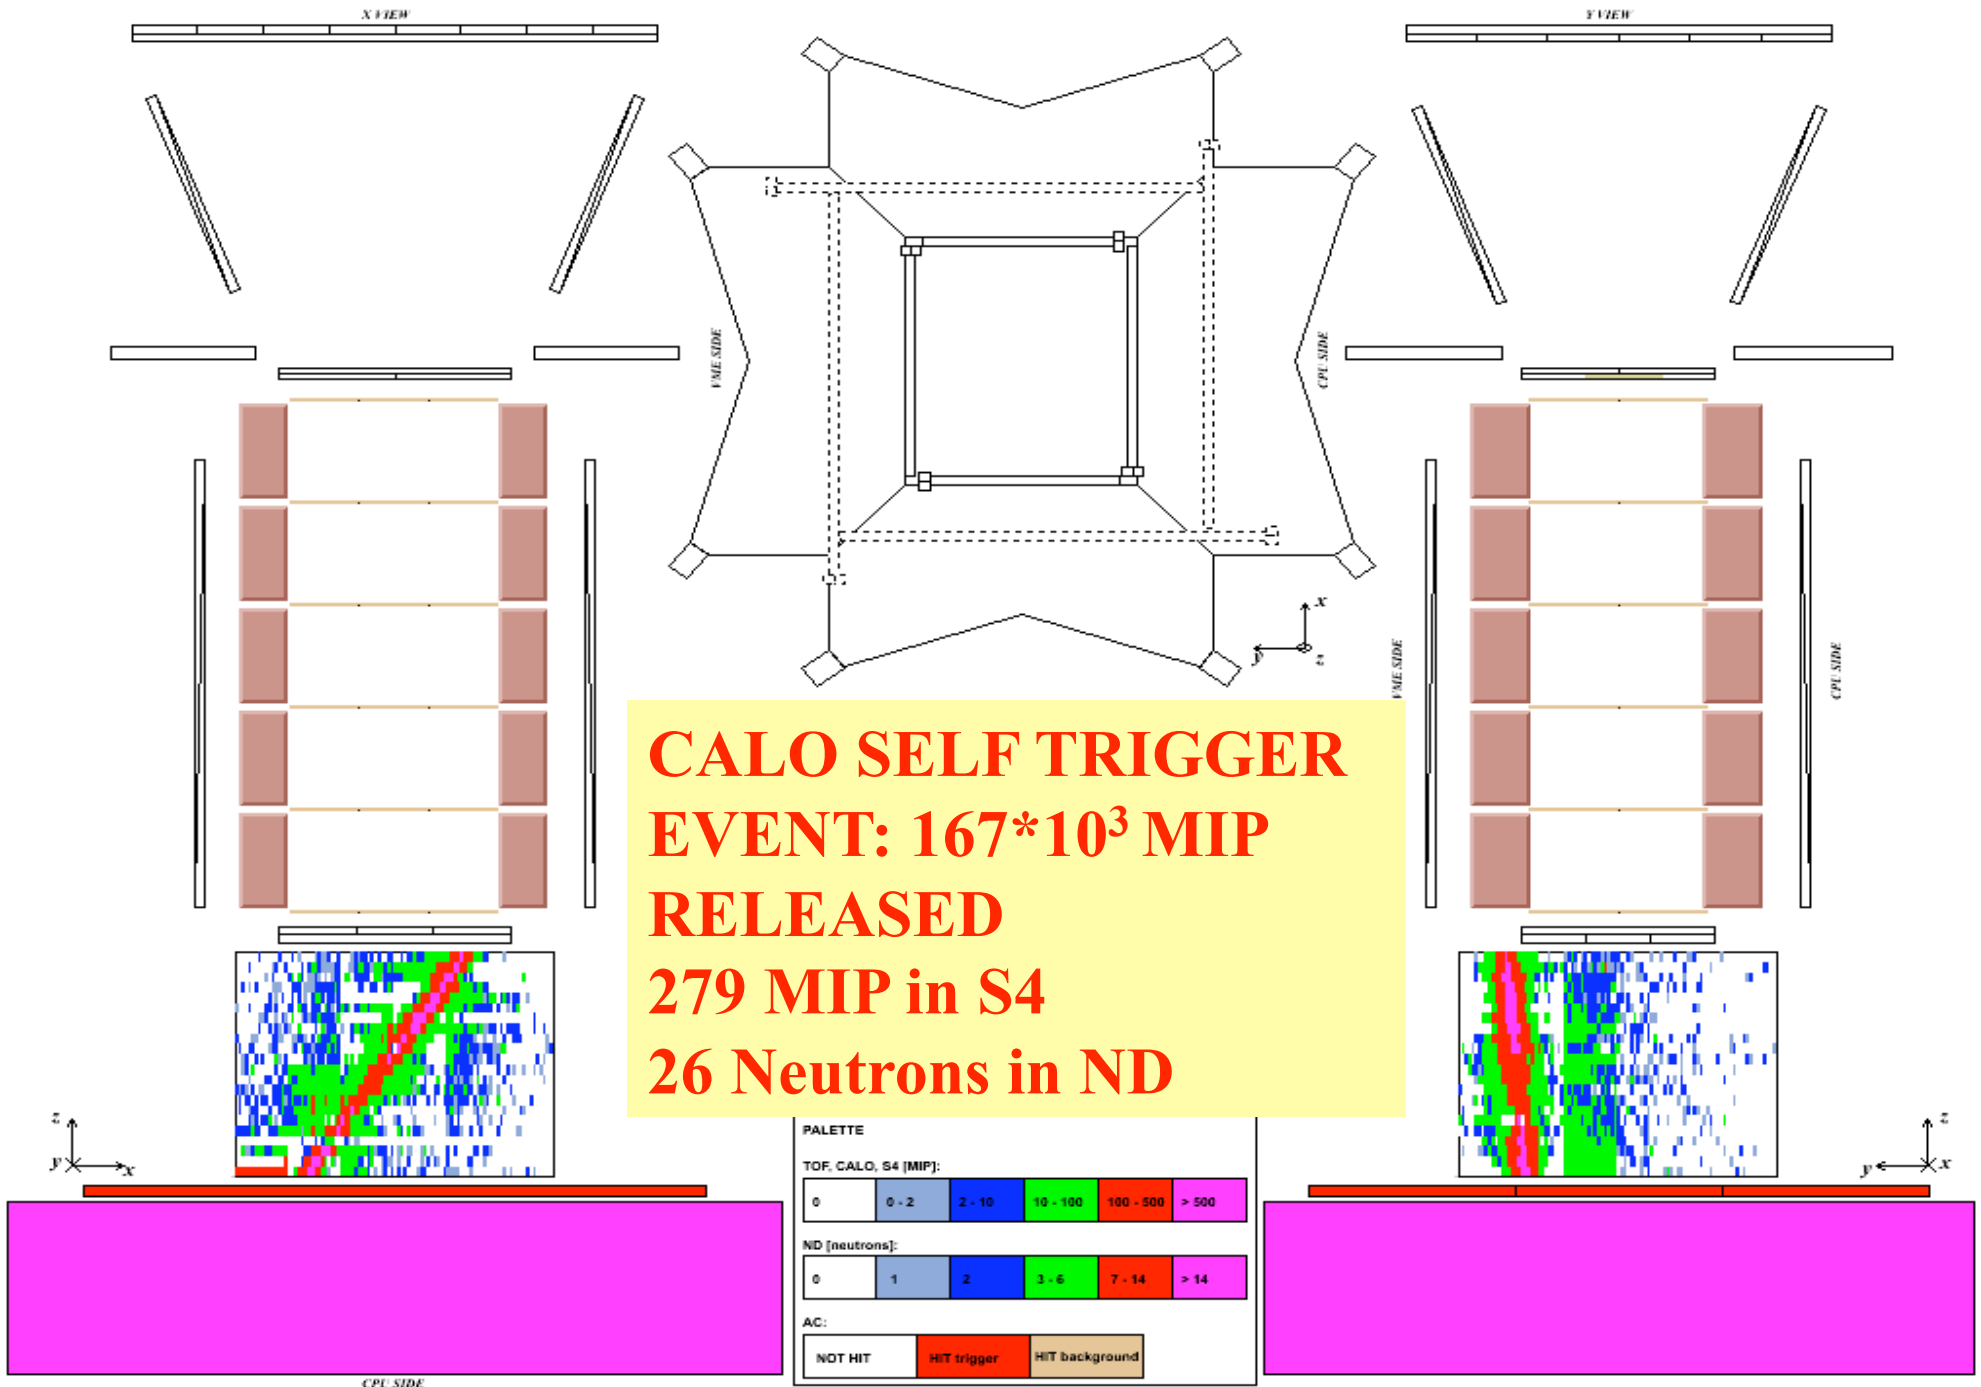 X VIEW
Y VIEW
VME SIDE
CPU SIDE
x
y
z
VME SIDE
CPU SIDE
CALO SELF TRIGGER
EVENT: 167*10³ MIP
RELEASED
279 MIP in S4
26 Neutrons in ND
z
y
x
z
y
x
PALETTE
TOF, CALO, S4 [MIP]:
0 0 - 2 2 - 10 10 - 100 100 - 500 > 500
ND [neutrons]:
0 1 2 3 - 6 7 - 14 > 14
AC:
NOT HIT HIT trigger HIT background
CPU SIDE